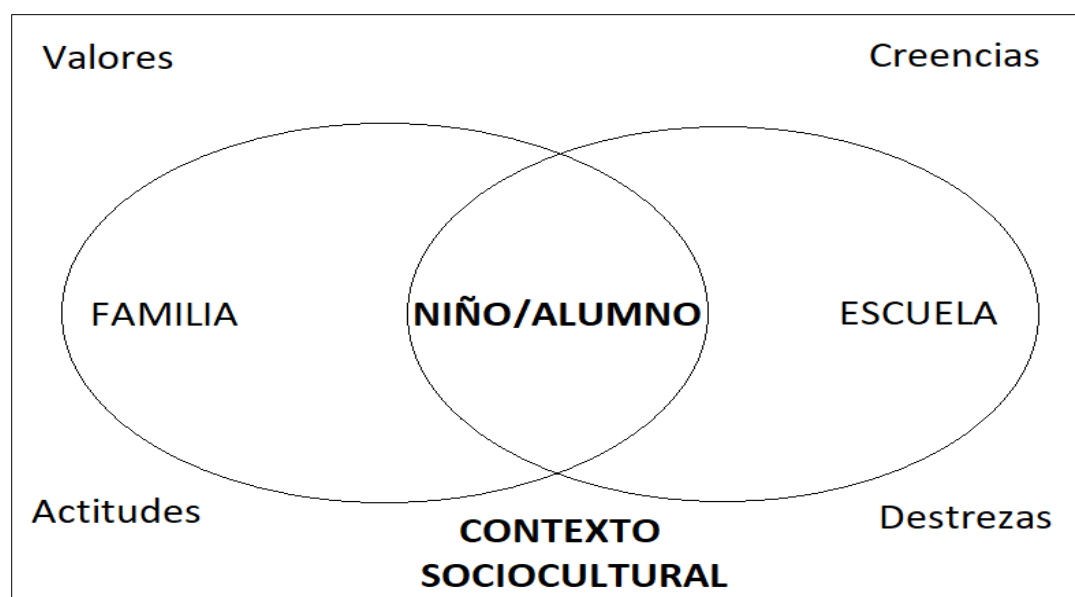 Valores
Creencias
FAMILIA
NIÑO/ALUMNO
ESCUELA
Actitudes
Destrezas
CONTEXTO
SOCIOCULTURAL